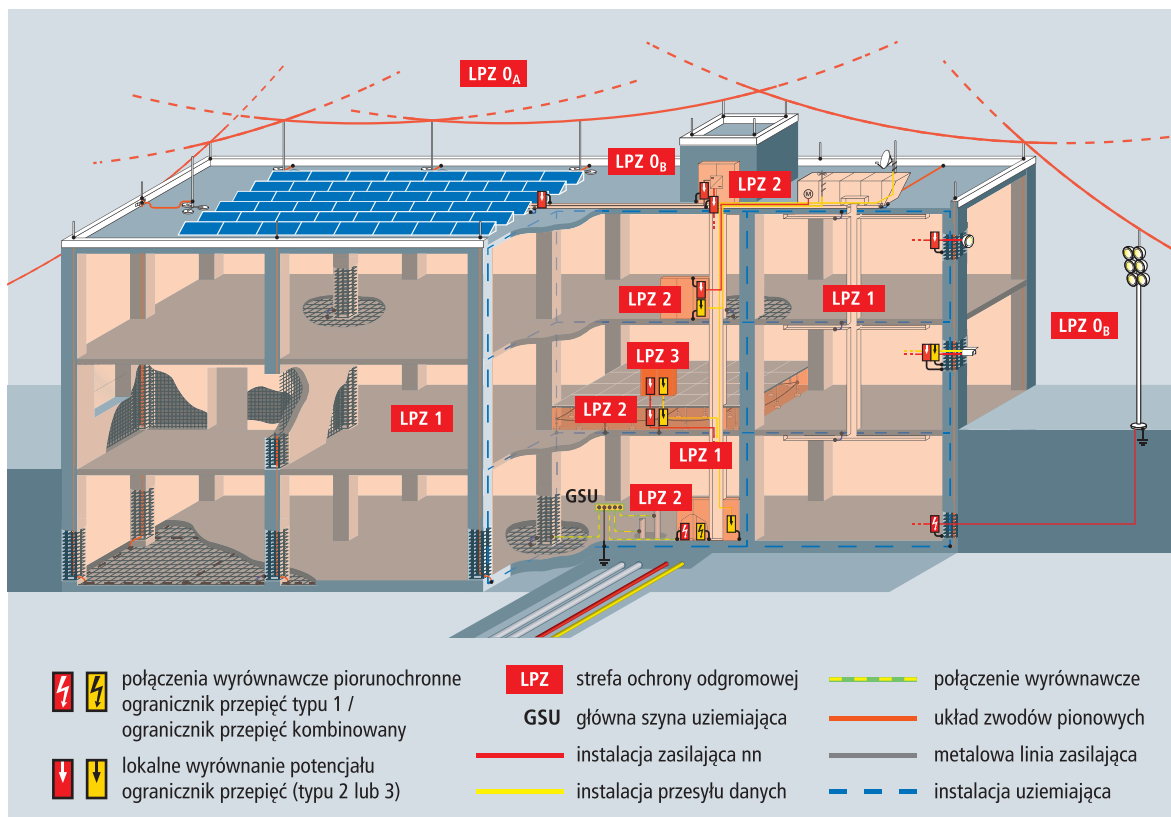 LPZ 0A
LPZ 0B
LPZ 2
M
LPZ 2
LPZ 1
LPZ 0B
LPZ 3
LPZ 2
LPZ 1
LPZ 1
GSU
LPZ 2
połączenia wyrównawcze piorunochronne
ogranicznik przepięć typu 1 /
ogranicznik przepięć kombinowany
lokalne wyrównanie potencjału
ogranicznik przepięć (typu 2 lub 3)
LPZ strefa ochrony odgromowej
GSU główna szyna uziemiająca
instalacja zasilająca nn
instalacja przesyłu danych
połączenie wyrównawcze
układ zwodów pionowych
metalowa linia zasilająca
instalacja uziemiająca